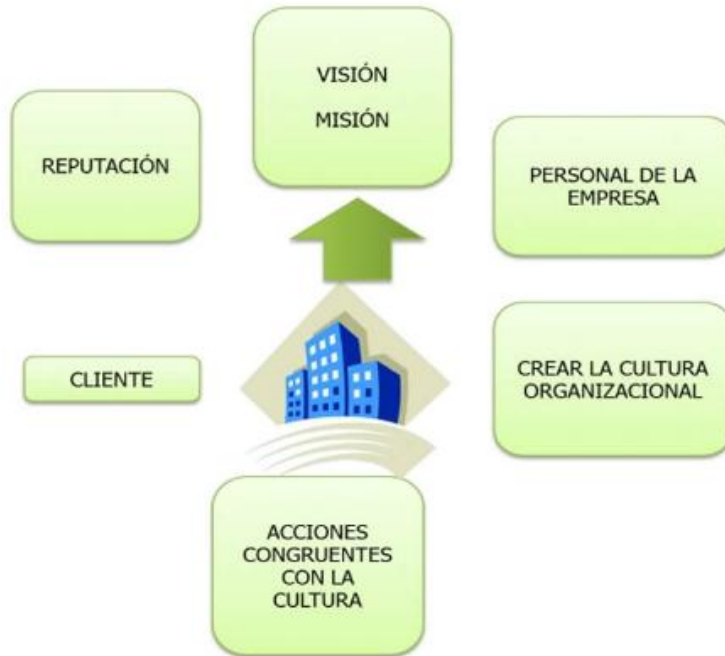 VISIÓN
MISIÓN
REPUTACIÓN
PERSONAL DE LA
EMPRESA
CLIENTE
CREAR LA CULTURA
ORGANIZACIONAL
ACCIONES
CONGRUENTES
CON LA
CULTURA